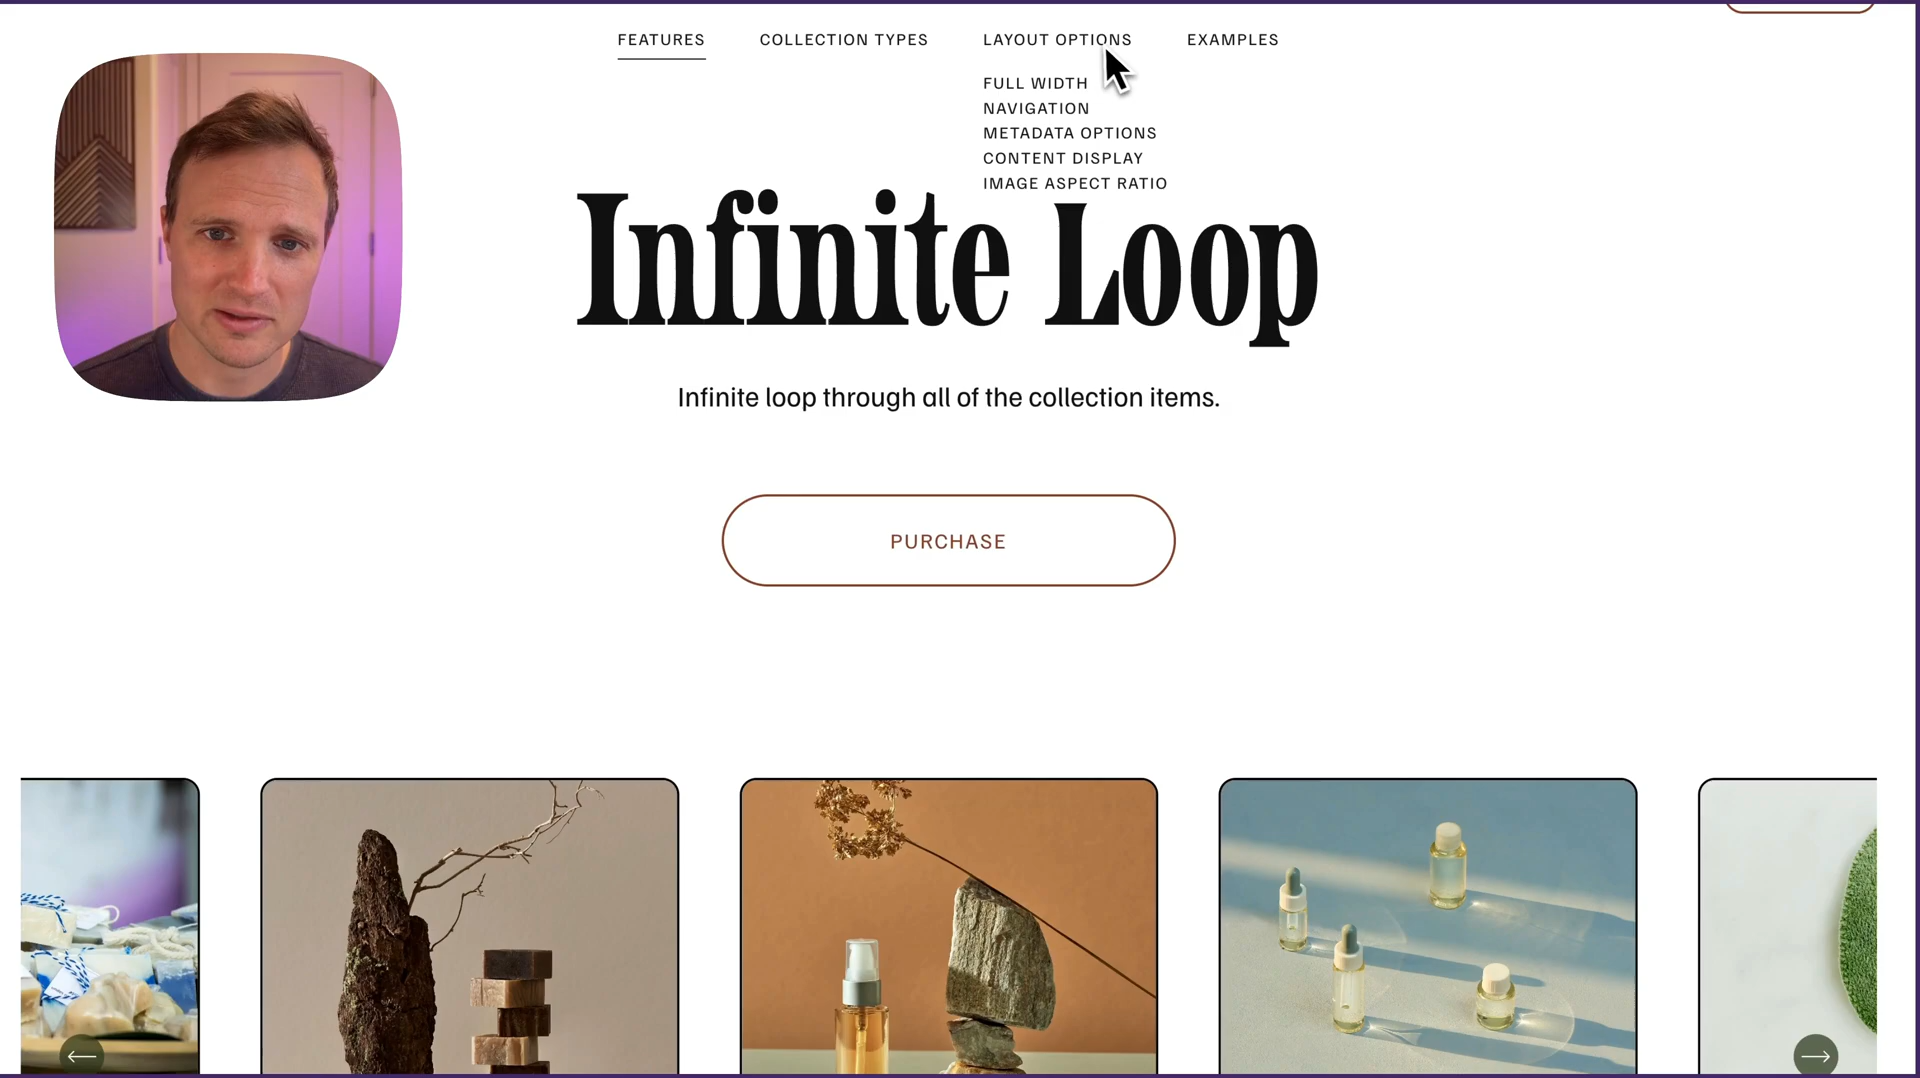 FEATURES
COLLECTION TYPES
LAYOUT OPTIONS
EXAMPLES
FULL WIDTH
NAVIGATION
METADATA OPTIONS
CONTENT DISPLAY
IMAGE ASPECT RATIO
Infinite Loop
Infinite loop through all of the collection items.
PURCHASE